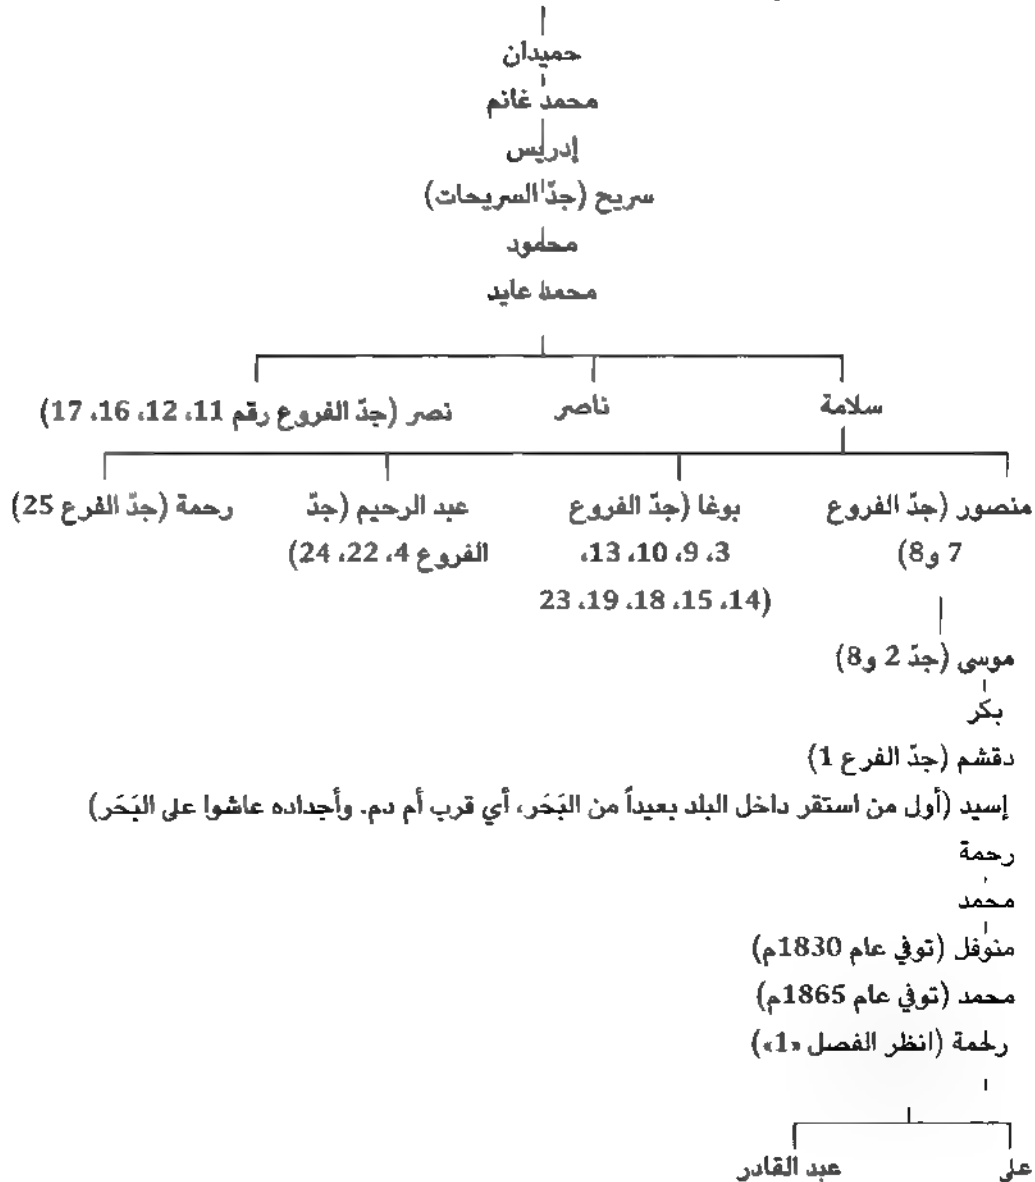 حميدان
محمد غانم
إدريس
سريح (جدّ السريحات)
محمود
محمد عايد
سلامة ناصر نصر (جدّ الفروع رقم 11، 12، 16، 17)
منصور (جدّ الفروع بوغا (جدّ الفروع عبد الرحيم (جدّ رحمة (جدّ الفرع 25)
7 و8) 3، 9، 10، 13، الفروع 4، 22، 24)
14، 15، 18، 19، 23)
موسى (جدّ 2 و8)
بكر
دقشم (جدّ الفرع 1)
إسيد (أول من استقر داخل البلد بعيداً من البَحَر، أي قرب أم دم. وأجداده عاشوا على البَحَر)
رحمة
محمد
منوفل (توفي عام 1830م)
محمد (توفي عام 1865م)
رحمة (انظر الفصل «1»)
على عبد القادر